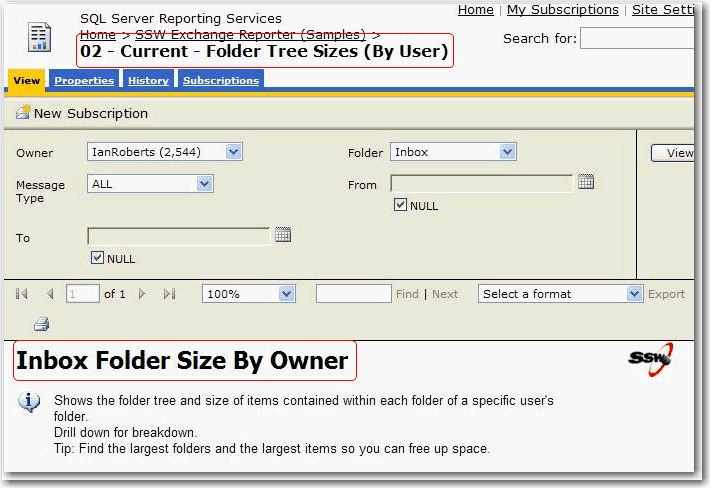 SQL Server Reporting Services
Home | My Subscriptions | Site Setti
Home > SSW Exchange Reporter (Samples) >
Search for:
02 - Current - Folder Tree Sizes (By User)
View Properties History Subscriptions
New Subscription
Owner IanRoberts (2,544) Folder Inbox View
Message Type ALL From
NULL
To
NULL
1 of 1 100% Find | Next Select a format Export
Inbox Folder Size By Owner
SSW
Shows the folder tree and size of items contained within each folder of a specific user's
folder.
Drill down for breakdown.
Tip: Find the largest folders and the largest items so you can free up space.